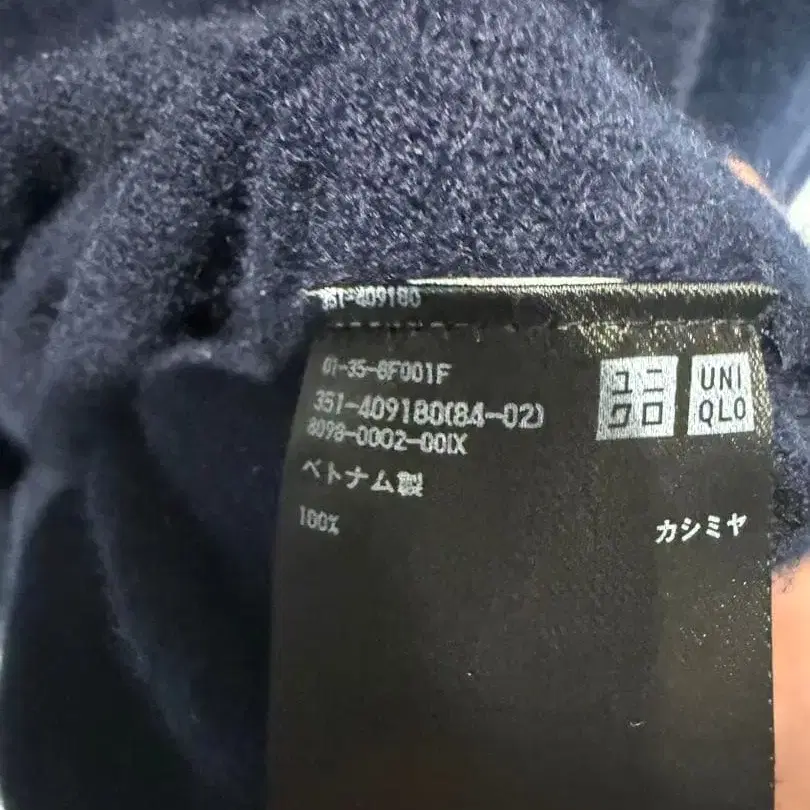 351-409180
01-35-8F001F
351-409180(84-02)
8098-0002-00IX
ベトナム製
100% カシミヤ
ユニ
クロ
UNI
QLO